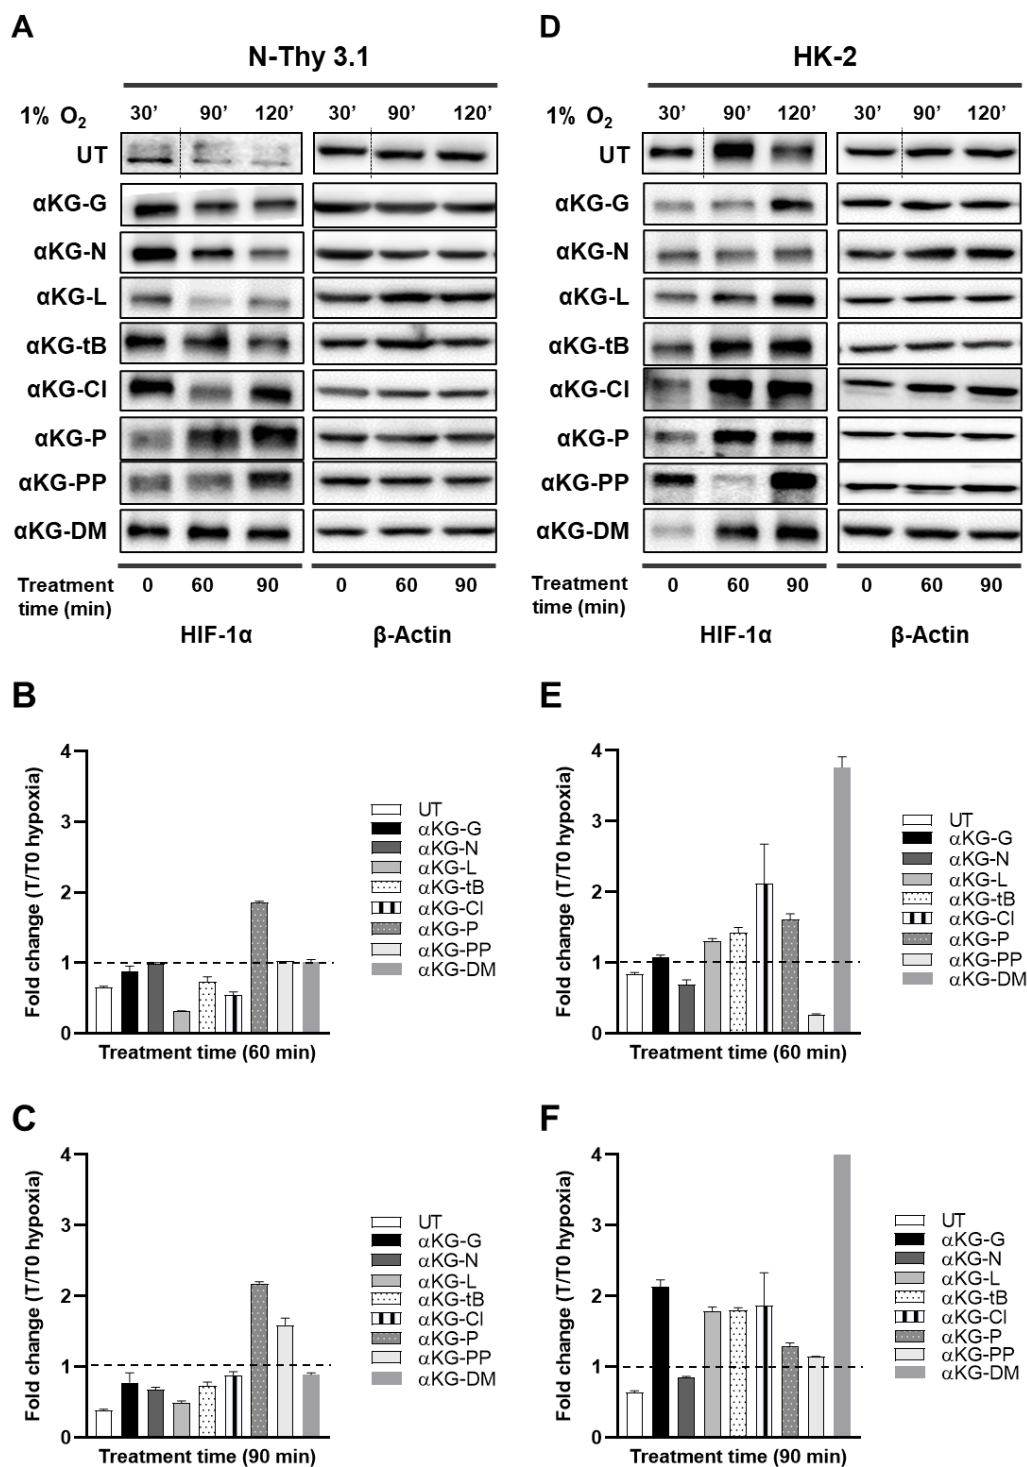 A
N-Thy 3.1
1% O₂ 30’ 90’ 120’ 30’ 90’ 120’
UT
αKG-G
αKG-N
αKG-L
αKG-tB
αKG-Cl
αKG-P
αKG-PP
αKG-DM
Treatment time (min) 0 60 90 0 60 90
HIF-1α β-Actin
D
HK-2
1% O₂ 30’ 90’ 120’ 30’ 90’ 120’
UT
αKG-G
αKG-N
αKG-L
αKG-tB
αKG-Cl
αKG-P
αKG-PP
αKG-DM
Treatment time (min) 0 60 90 0 60 90
HIF-1α β-Actin
B
Fold change (T/T0 hypoxia)
4
3
2
1
0
Treatment time (60 min)
UT
αKG-G
αKG-N
αKG-L
αKG-tB
αKG-Cl
αKG-P
αKG-PP
αKG-DM
E
Fold change (T/T0 hypoxia)
4
3
2
1
0
Treatment time (60 min)
UT
αKG-G
αKG-N
αKG-L
αKG-tB
αKG-Cl
αKG-P
αKG-PP
αKG-DM
C
Fold change (T/T0 hypoxia)
4
3
2
1
0
Treatment time (90 min)
UT
αKG-G
αKG-N
αKG-L
αKG-tB
αKG-Cl
αKG-P
αKG-PP
αKG-DM
F
Fold change (T/T0 hypoxia)
4
3
2
1
0
Treatment time (90 min)
UT
αKG-G
αKG-N
αKG-L
αKG-tB
αKG-Cl
αKG-P
αKG-PP
αKG-DM